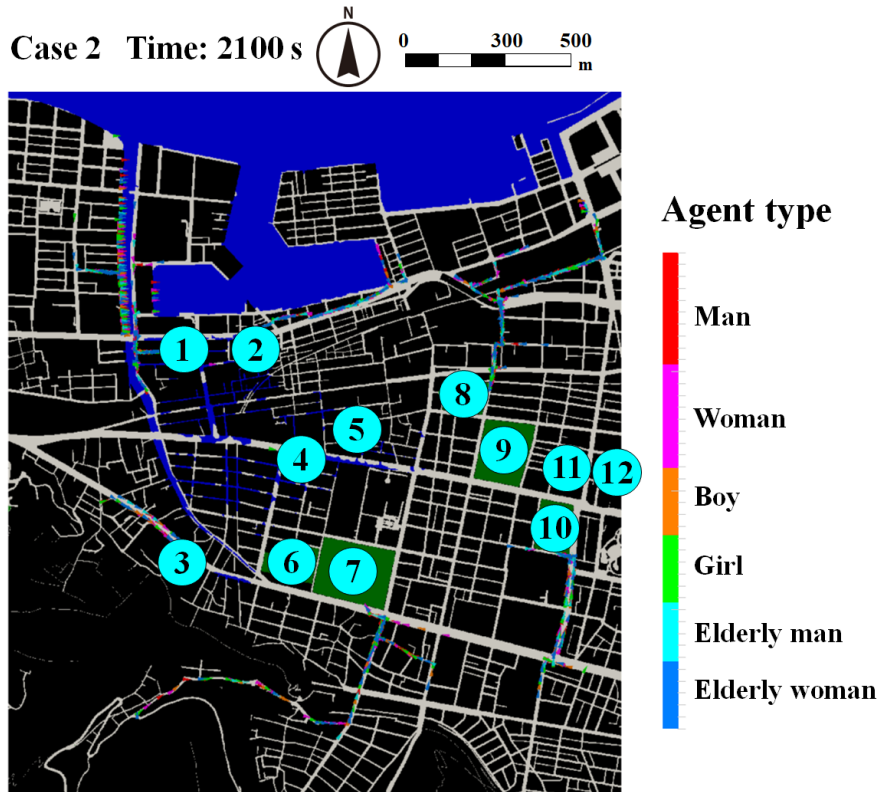 N
Case 2 Time: 2100 s
0 300 500
m
Agent type
Man
Woman
Boy
Girl
Elderly man
Elderly woman
1
2
8
5
9
4
11
12
10
3
6
7